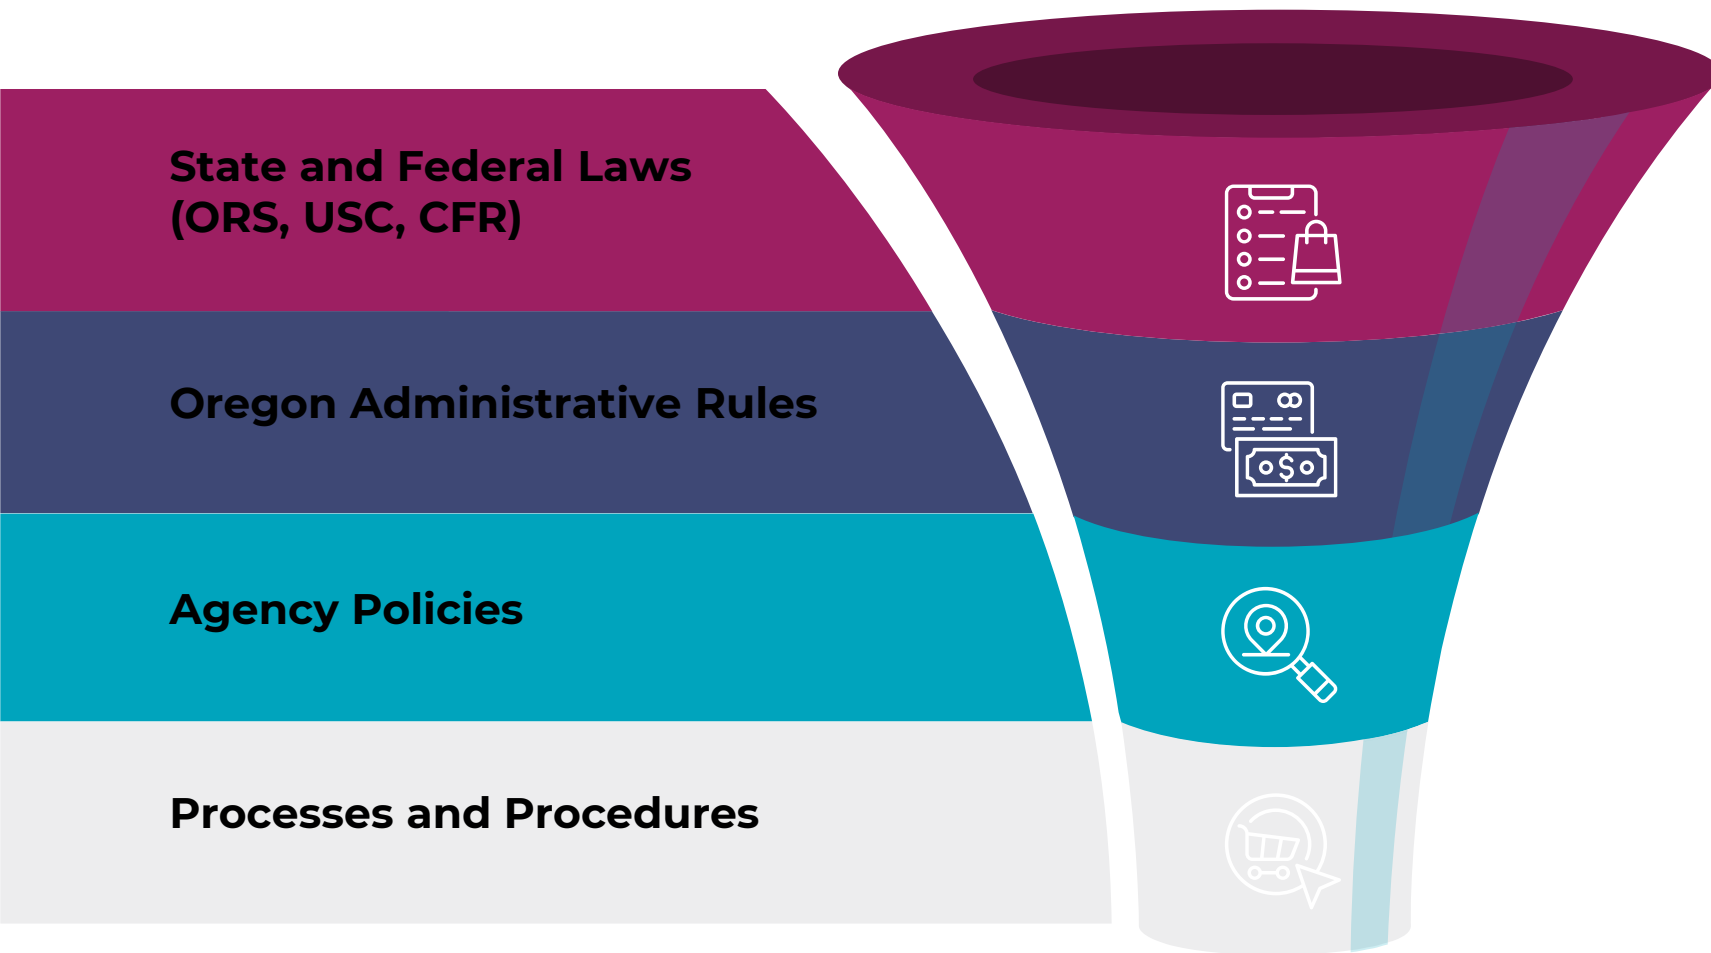 State and Federal Laws
(ORS, USC, CFR)
Oregon Administrative Rules
Agency Policies
Processes and Procedures